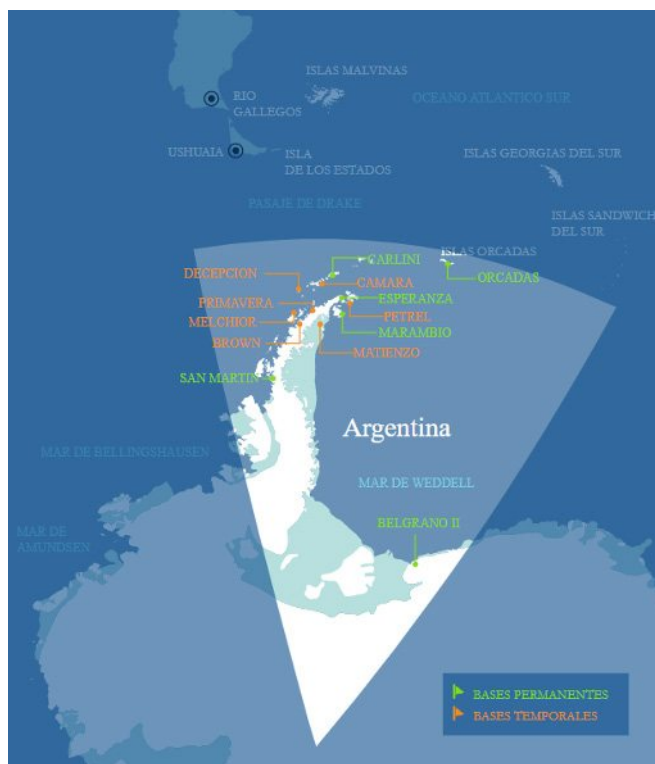 ISLAS MALVINAS
RIO
GALLEGOS
OCEANO ATLANTICO SUR
USHUAIA
ISLA
DE LOS ESTADOS
ISLAS GEORGIAS DEL SUR
PASAJE DE DRAKE
ISLAS SANDWICH
DEL SUR
ISLAS ORCADAS
CARLINI
DECEPCION
CAMARA
ORCADAS
PRIMAVERA
ESPERANZA
MELCHIOR
PETREL
MARAMBIO
BROWN
MATIENZO
SAN MARTIN
Argentina
MAR DE BELLINGSHAUSEN
MAR DE WEDDELL
MAR DE
AMUNDSEN
BELGRANO II
BASES PERMANENTES
BASES TEMPORALES